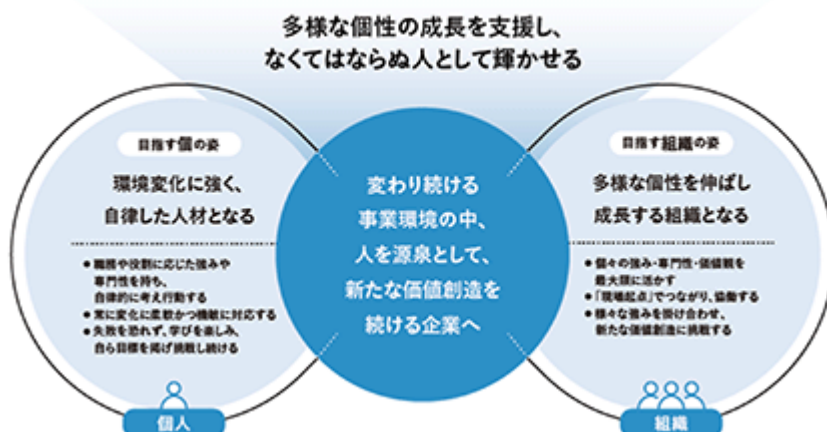 多様な個性の成長を支援し、
なくてはならぬ人として輝かせる
目指す個の姿
環境変化に強く、
自律した人材となる
● 職務や役割に応じた強みや
専門性を持ち、
自律的に考え行動する
● 常に変化に柔軟かつ機敏に対応する
● 失敗を恐れず、学びを楽しみ、
自ら目標を掲げ挑戦し続ける
個人
変わり続ける
事業環境の中、
人を源泉として、
新たな価値創造を
続ける企業へ
目指す組織の姿
多様な個性を伸ばし
成長する組織となる
● 個々の強み・専門性・価値観を
最大限に活かす
● 「現場起点」でつながり、協働する
● 様々な強みを掛け合わせ、
新たな価値創造に挑戦する
組織